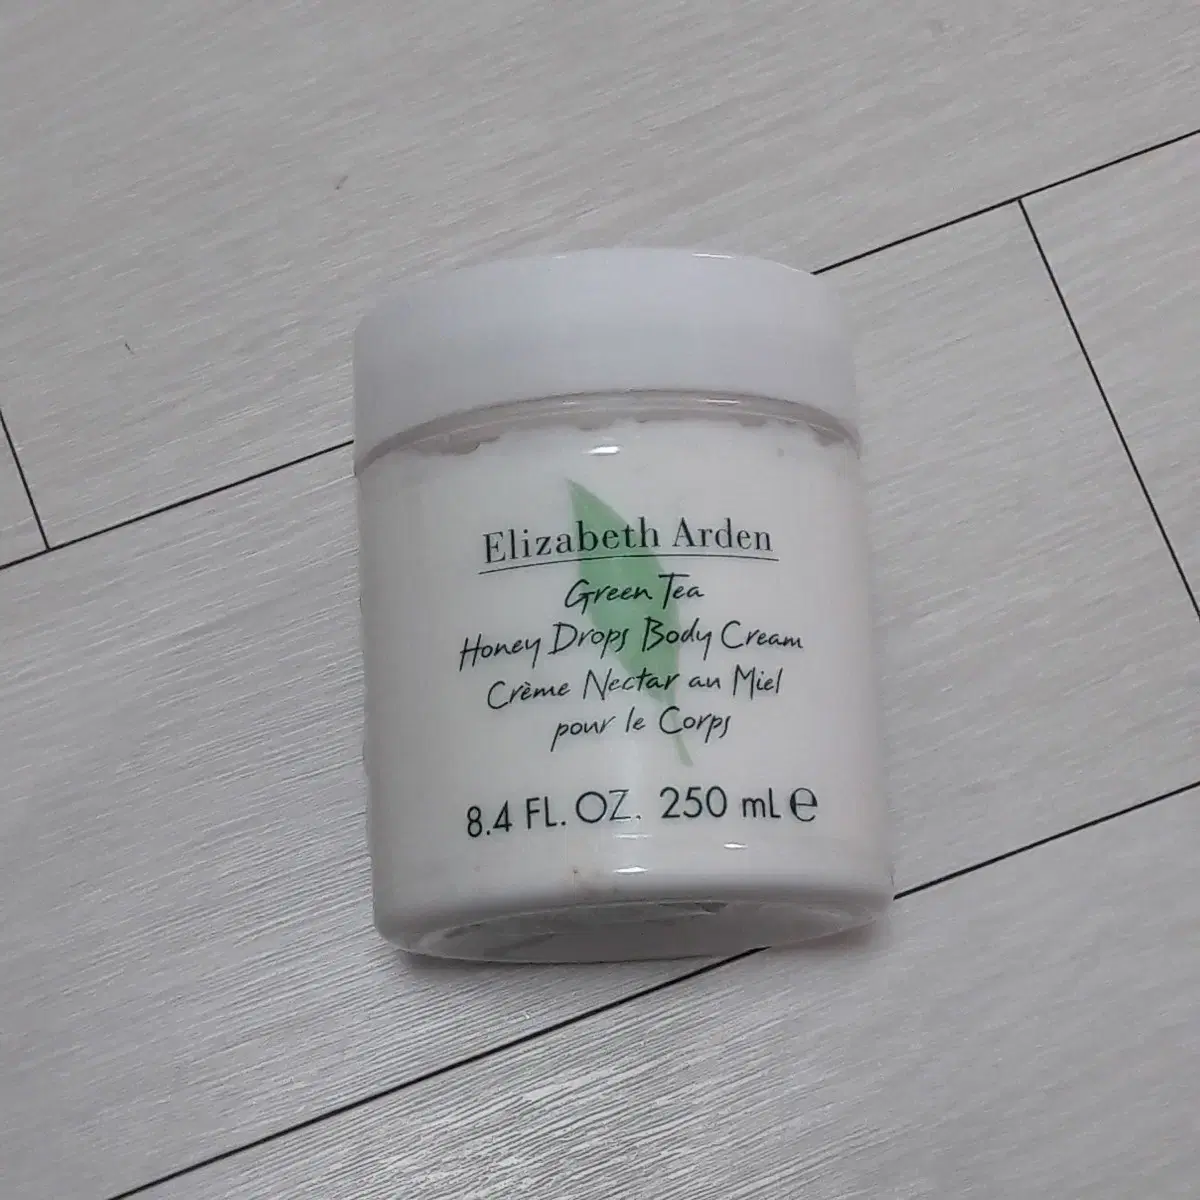 Elizabeth Arden
Green Tea
Honey Drops Body Cream
Crème Nectar au Miel
pour le Corps
8.4 FL. OZ. 250 mL ℮